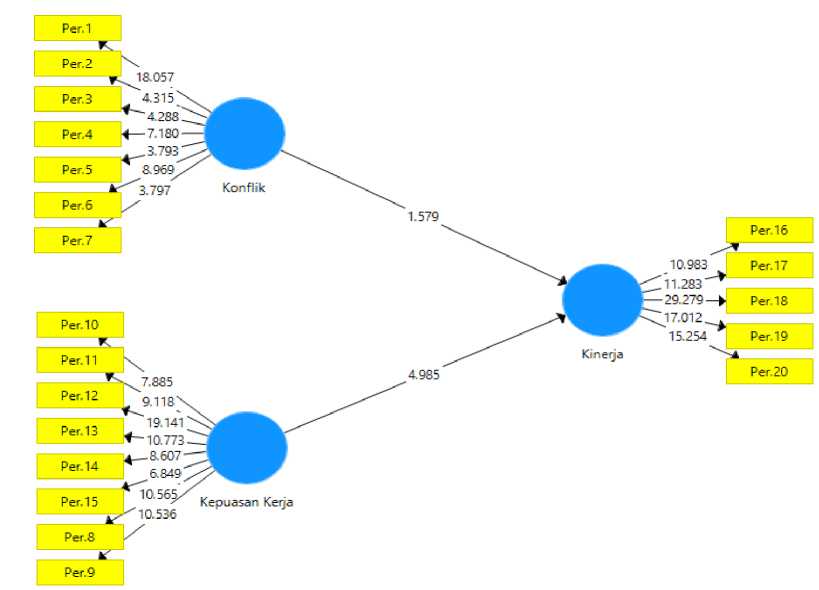 Per.1
Per.2
Per.3
Per.4
Per.5
Per.6
Per.7
18.057
4.315
4.288
7.180
3.793
8.969
3.797
Konflik
1.579
Per.10
Per.11
Per.12
Per.13
Per.14
Per.15
Per.8
Per.9
7.885
9.118
19.141
10.773
8.607
6.849
10.565
10.536
Kepuasan Kerja
4.985
Kinerja
10.983
11.283
29.279
17.012
15.254
Per.16
Per.17
Per.18
Per.19
Per.20